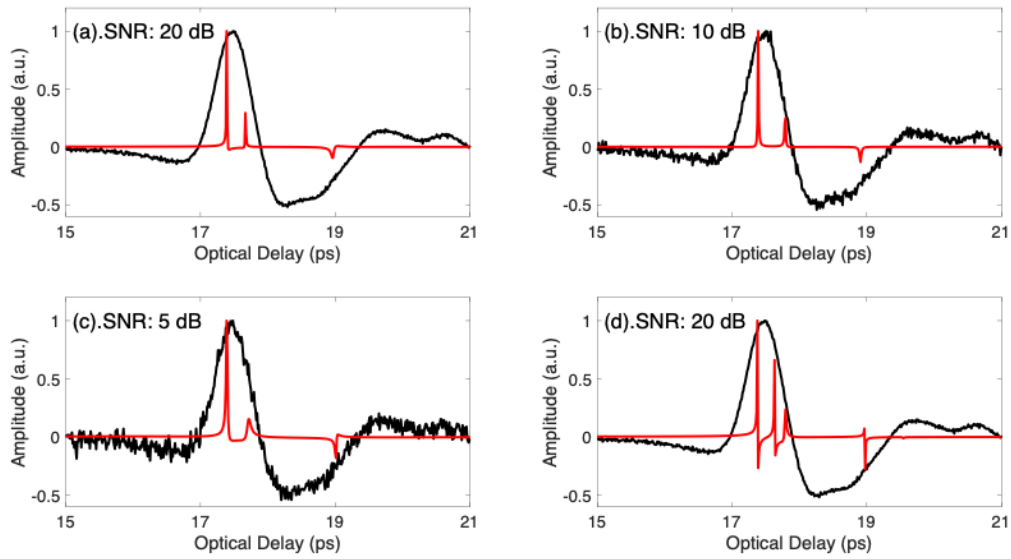 (a).SNR: 20 dB
Amplitude (a.u.)
1
0.5
0
-0.5
15
17
19
21
Optical Delay (ps)
(b).SNR: 10 dB
Amplitude (a.u.)
1
0.5
0
-0.5
15
17
19
21
Optical Delay (ps)
(c).SNR: 5 dB
Amplitude (a.u.)
1
0.5
0
-0.5
15
17
19
21
Optical Delay (ps)
(d).SNR: 20 dB
Amplitude (a.u.)
1
0.5
0
-0.5
15
17
19
21
Optical Delay (ps)